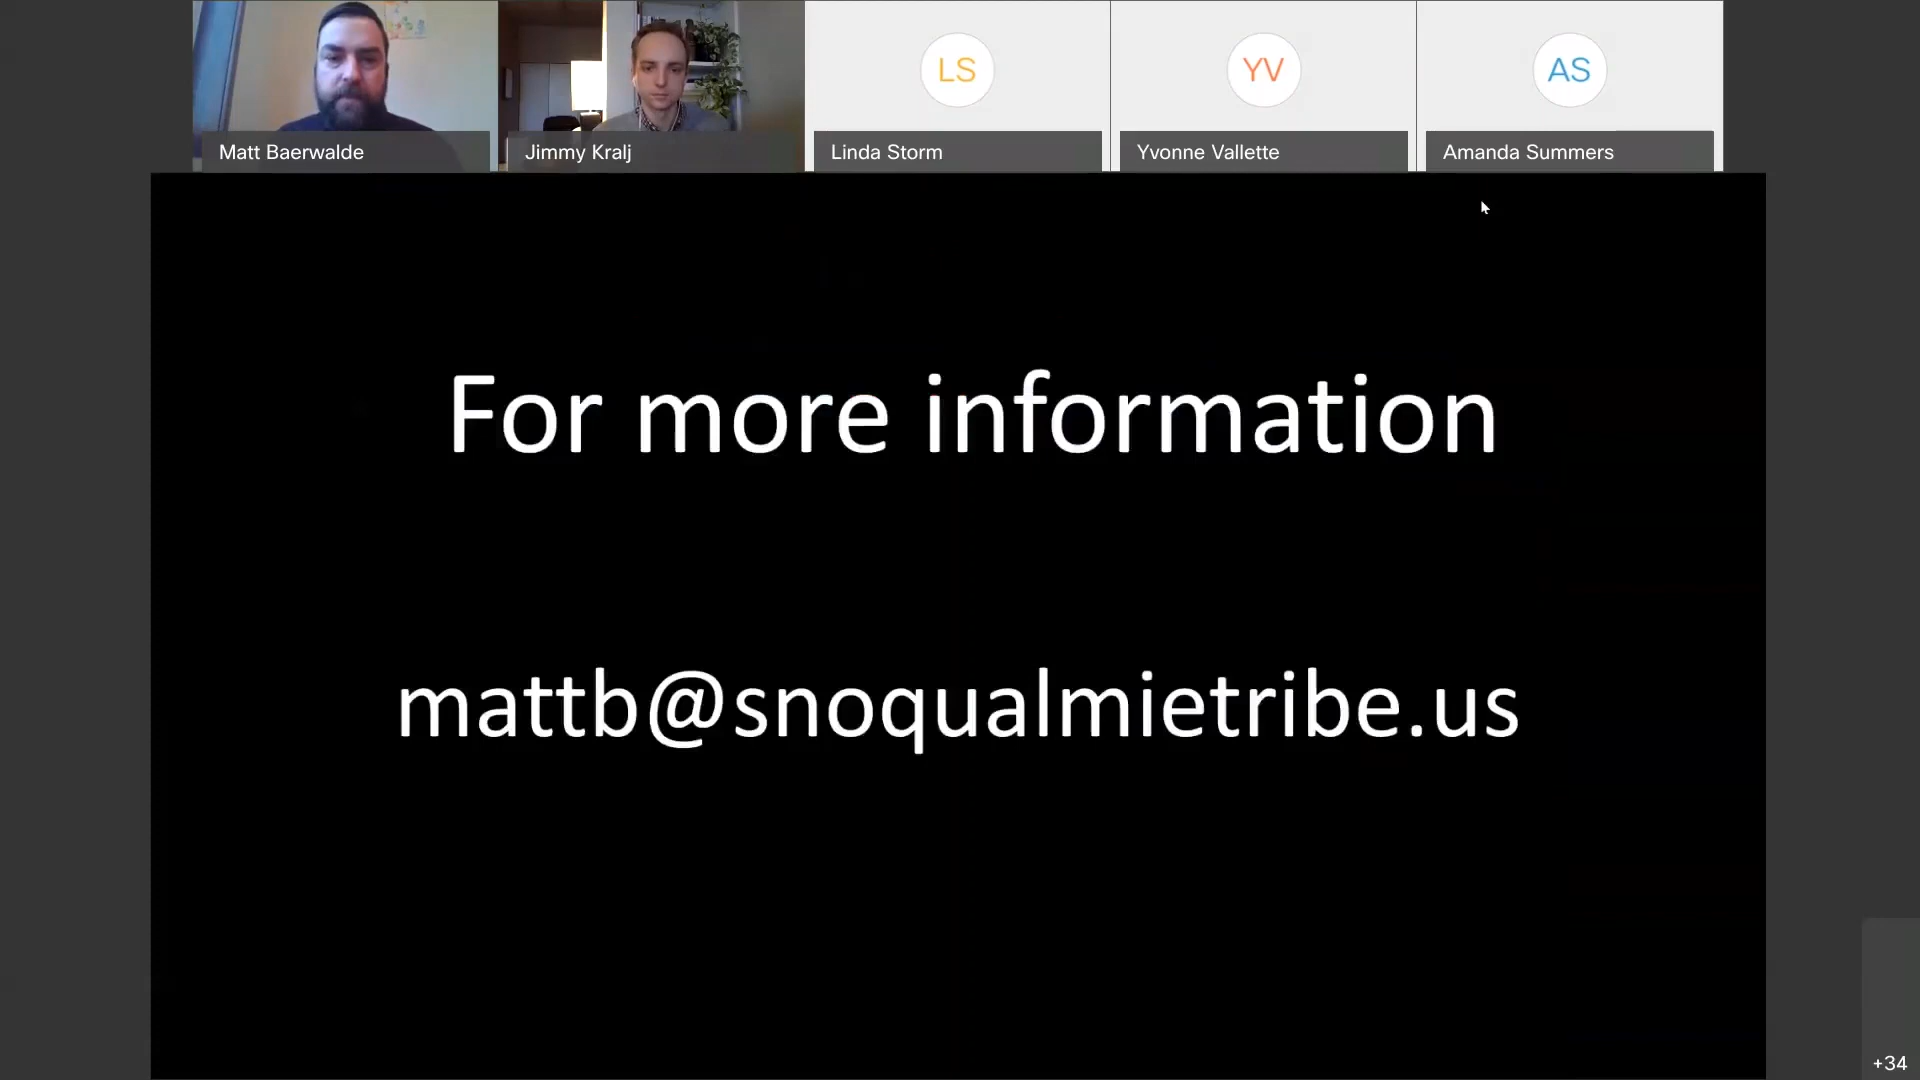 LS
YV
AS
Matt Baerwalde
Jimmy Kralj
Linda Storm
Yvonne Vallette
Amanda Summers
For more information
mattb@snoqualmietribe.us
+34